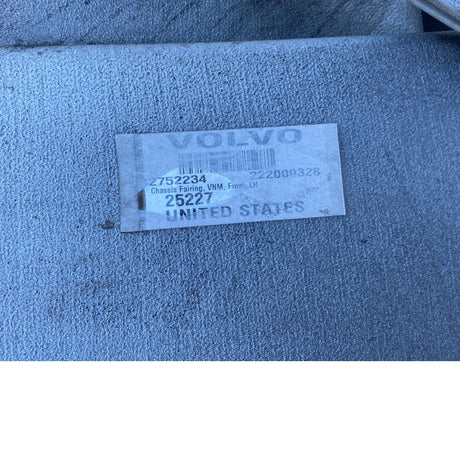 VOLVO
2752234 222000328
Chassis Fairing, VNM, Front, LH
25227
UNITED STATES